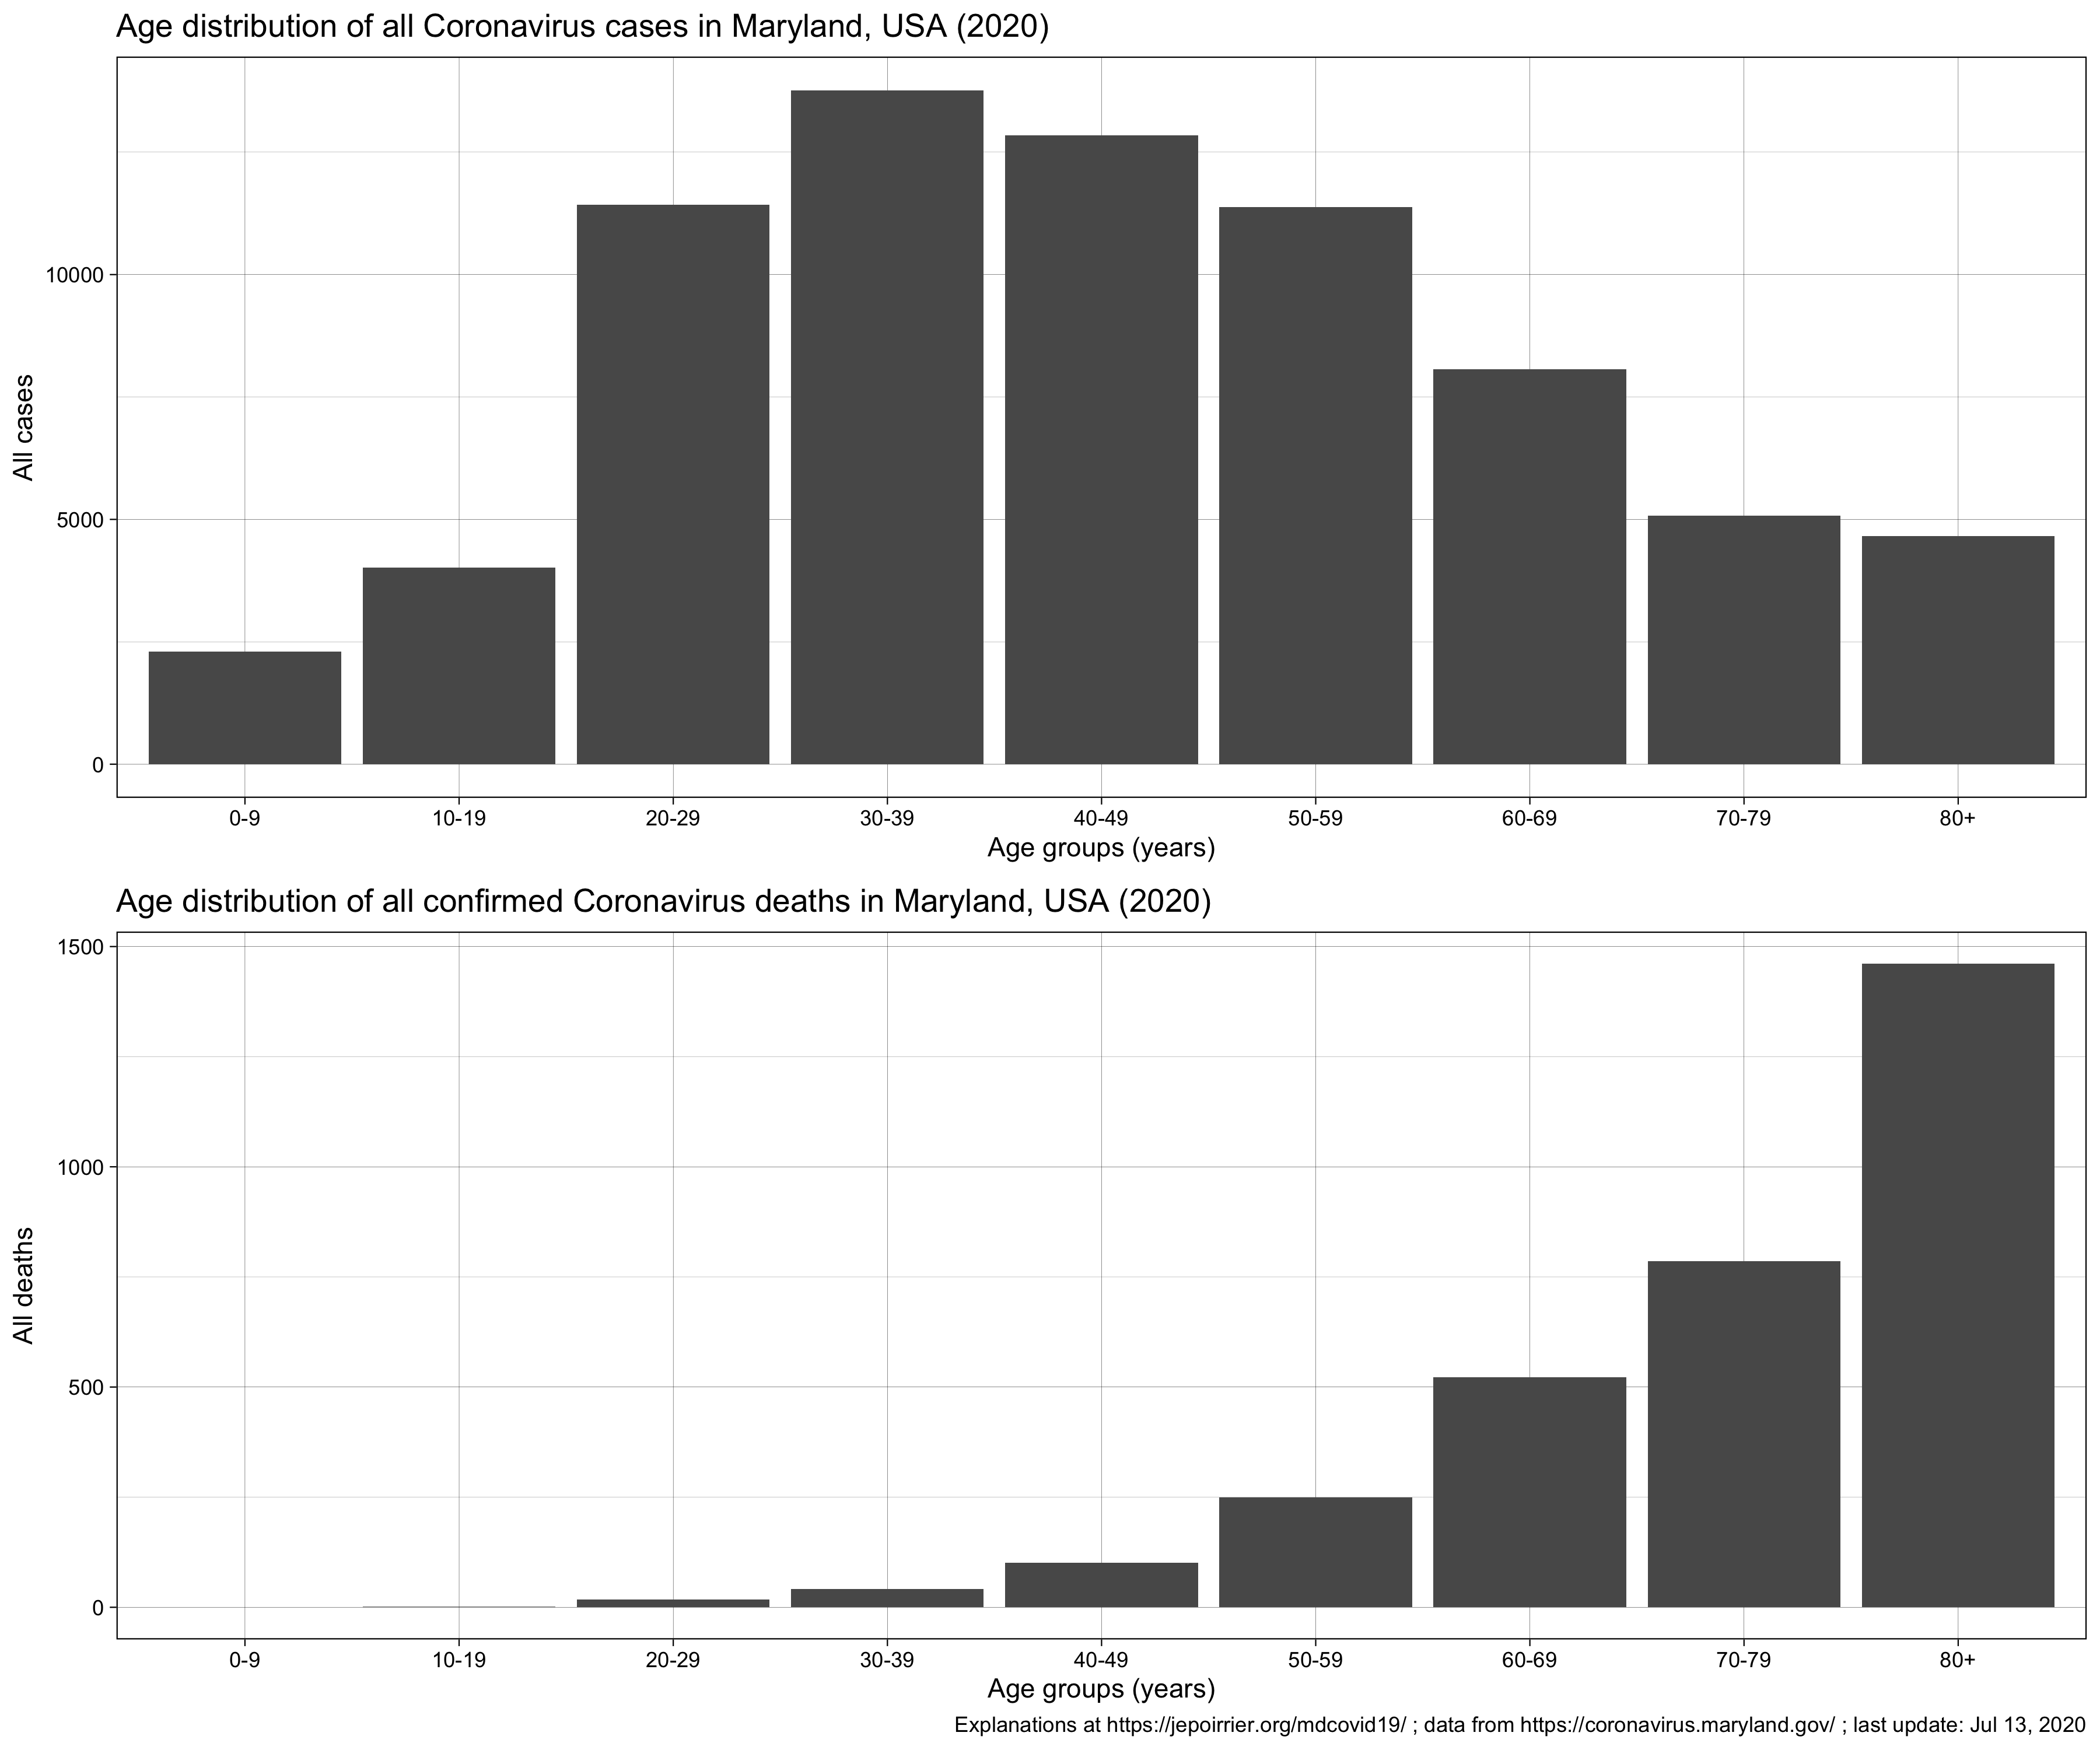 Age distribution of all Coronavirus cases in Maryland, USA (2020)
All cases
10000
5000
0
0-9 10-19 20-29 30-39 40-49 50-59 60-69 70-79 80+
Age groups (years)
Age distribution of all confirmed Coronavirus deaths in Maryland, USA (2020)
All deaths
1500
1000
500
0
0-9 10-19 20-29 30-39 40-49 50-59 60-69 70-79 80+
Age groups (years)
Explanations at https://jepoirrier.org/mdcovid19/ ; data from https://coronavirus.maryland.gov/ ; last update: Jul 13, 2020